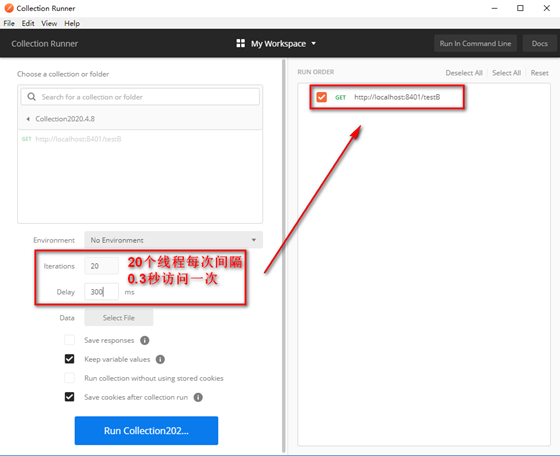 Collection Runner
File Edit View Help
Collection Runner
My Workspace
Run In Command Line
Docs
Choose a collection or folder
Search for a collection or folder
Collection2020.4.8
GET http://localhost:8401/testB
Environment
No Environment
Iterations
20
Delay
300
ms
20个线程每次间隔
0.3秒访问一次
Data
Select File
Save responses
Keep variable values
Run collection without using stored cookies
Save cookies after collection run
Run Collection202...
RUN ORDER
Deselect All
Select All
Reset
GET http://localhost:8401/testB